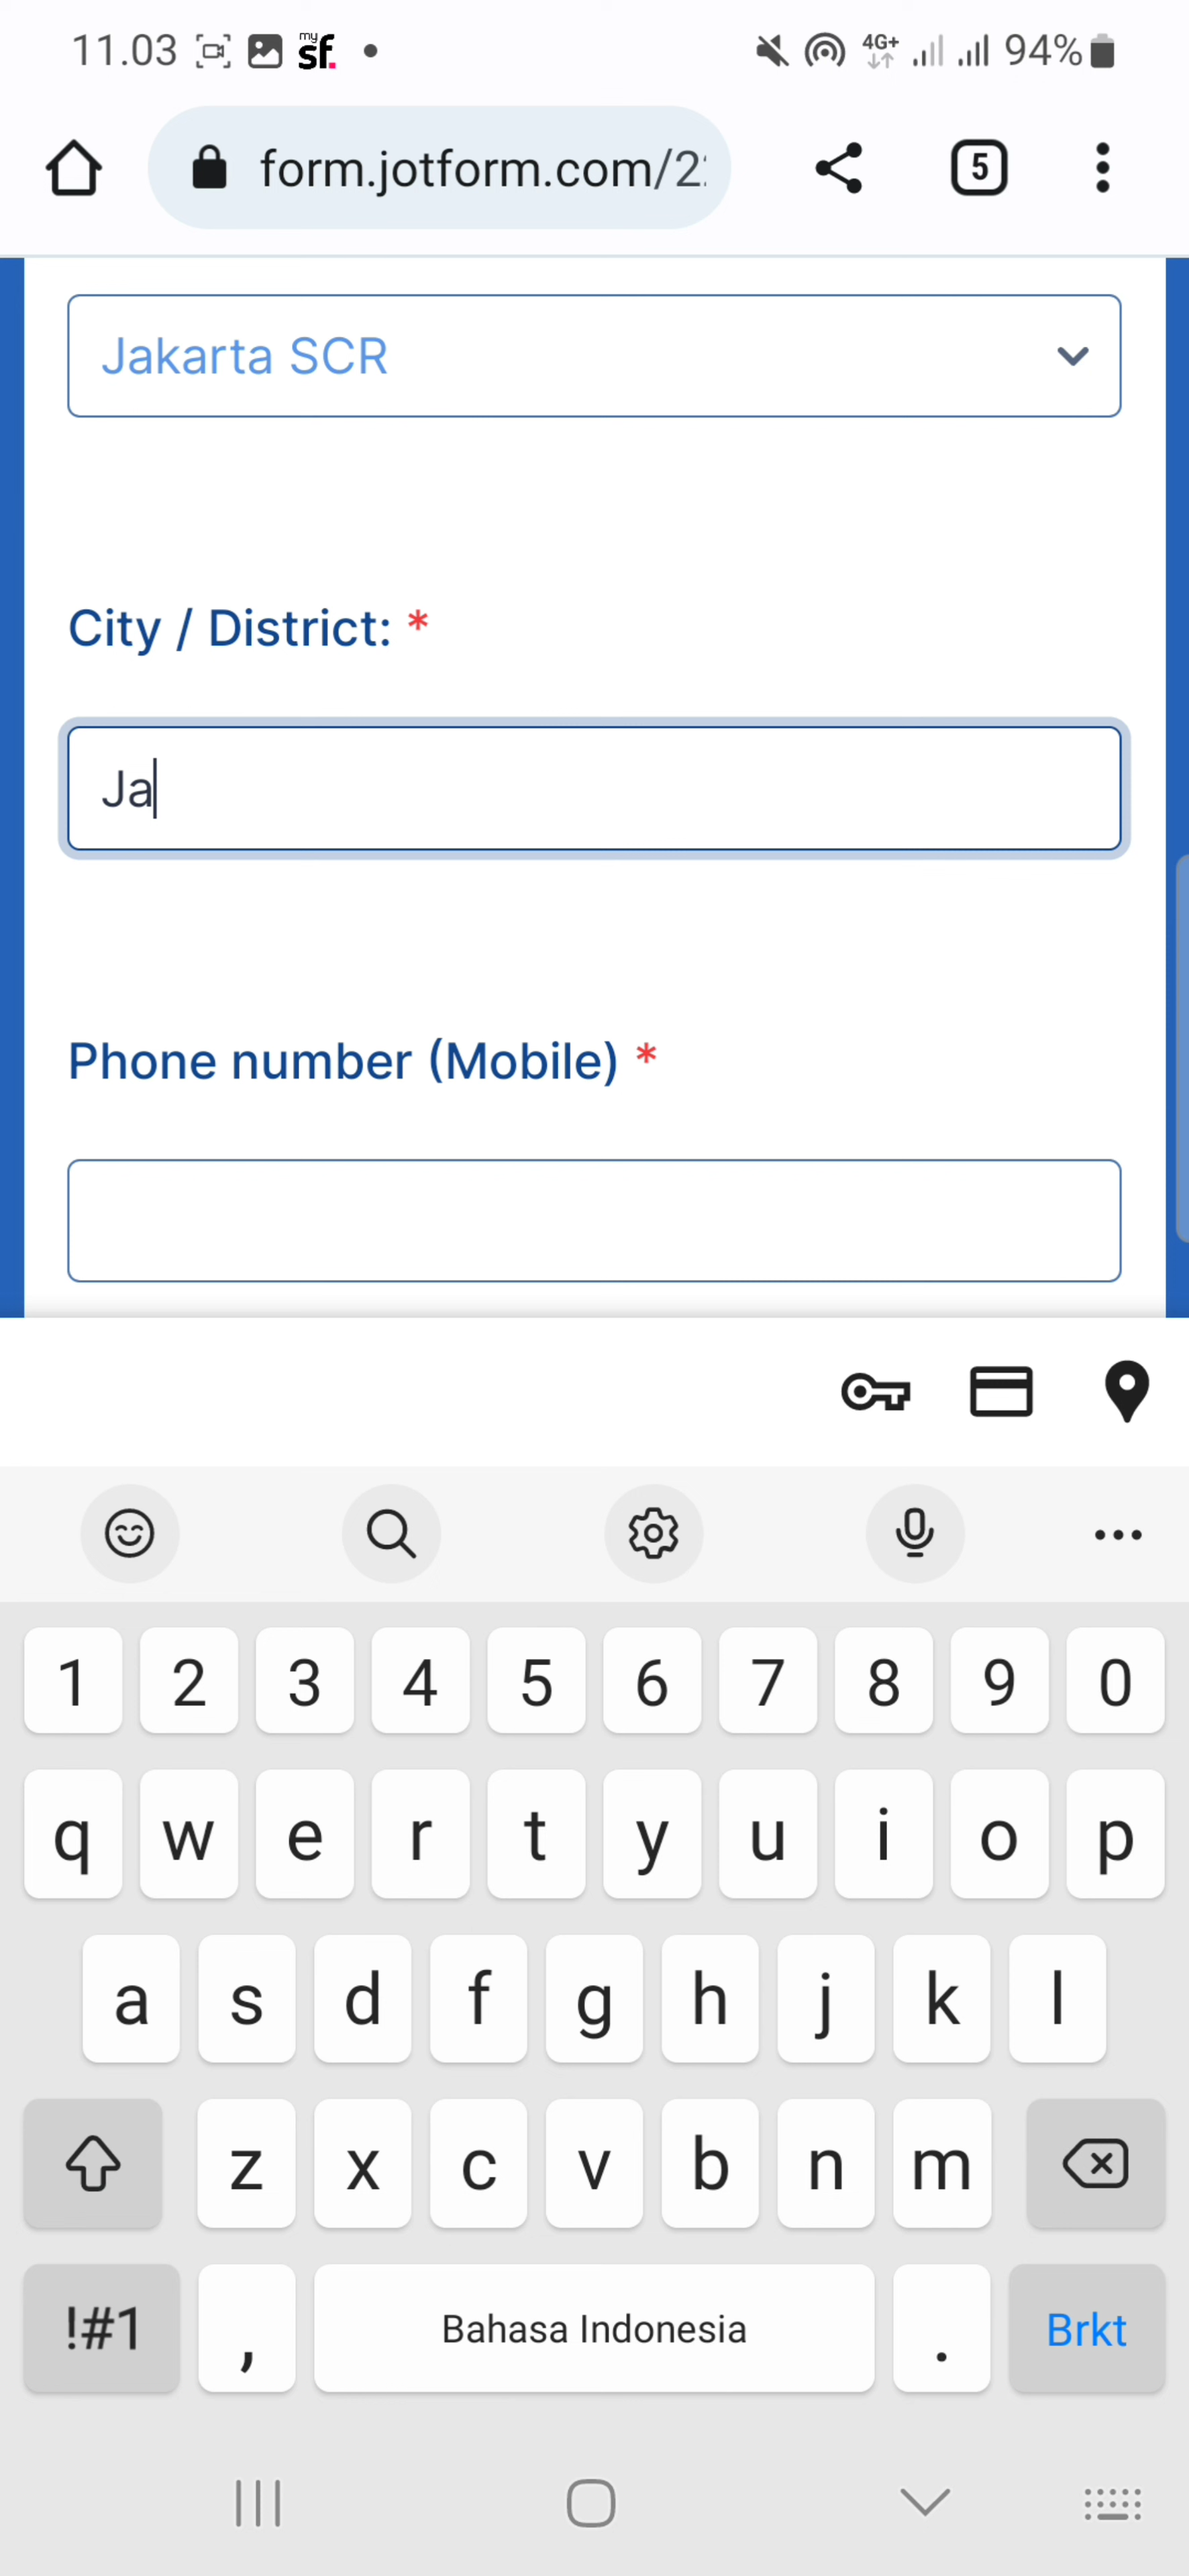 11.03 my sf. 4G+ 94%
form.jotform.com/2 5
Jakarta SCR
City / District: *
Ja
Phone number (Mobile) *
1 2 3 4 5 6 7 8 9 0
q w e r t y u i o p
a s d f g h j k l
z x c v b n m
!#1 , Bahasa Indonesia . Brkt